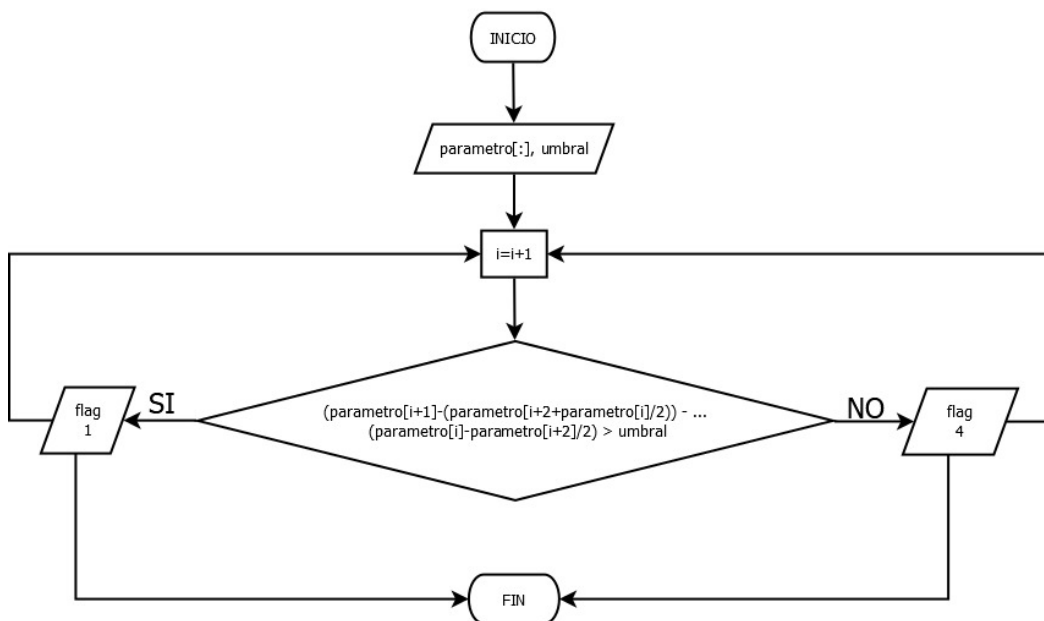 INICIO
parametro[:], umbral
i=i+1
flag
1
SI
(parametro[i+1]-(parametro[i+2+parametro[i]/2)) - ...
(parametro[i]-parametro[i+2]/2) > umbral
NO
flag
4
FIN